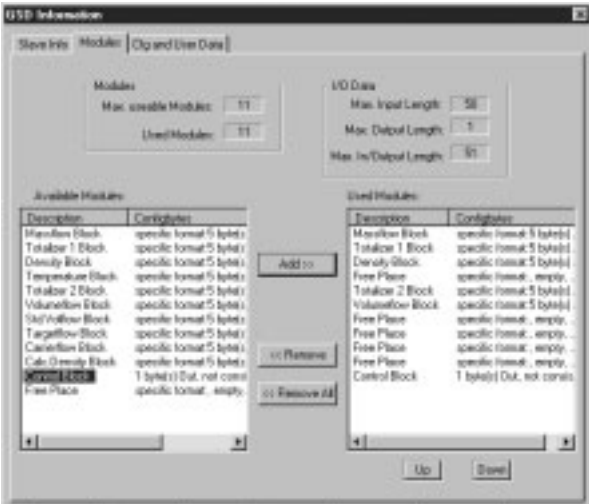 GSD Information
Slave Info Modules Cfg and User Data
Modules
Max. useable Modules: 11
Used Modules: 11
I/O Data
Max. Input Length: 50
Max. Output Length: 1
Max. In/Output Length: 51
Available Modules:
Description Configbytes
Massflow Block specific format 5 byte(s
Totalizer 1 Block specific format 5 byte(s
Density Block specific format 5 byte(s
Temperature Block specific format 5 byte(s
Totalizer 2 Block specific format 5 byte(s
Volumeflow Block specific format 5 byte(s
Std Volflow Block specific format 5 byte(s
Targetflow Block specific format 5 byte(s
Carrierflow Block specific format 5 byte(s
Calc Density Block specific format 5 byte(s
Control Block 1 byte(s) Out, not consis
Free Place specific format , empty,
Add >>
<< Remove
<< Remove All
Used Modules:
Description Configbytes
Massflow Block specific format 5 byte(s)
Totalizer 1 Block specific format 5 byte(s)
Density Block specific format 5 byte(s)
Free Place specific format , empty, ...
Totalizer 2 Block specific format 5 byte(s)
Volumeflow Block specific format 5 byte(s)
Free Place specific format , empty, ...
Free Place specific format , empty, ...
Free Place specific format , empty, ...
Free Place specific format , empty, ...
Control Block 1 byte(s) Out, not consis...
Up Down